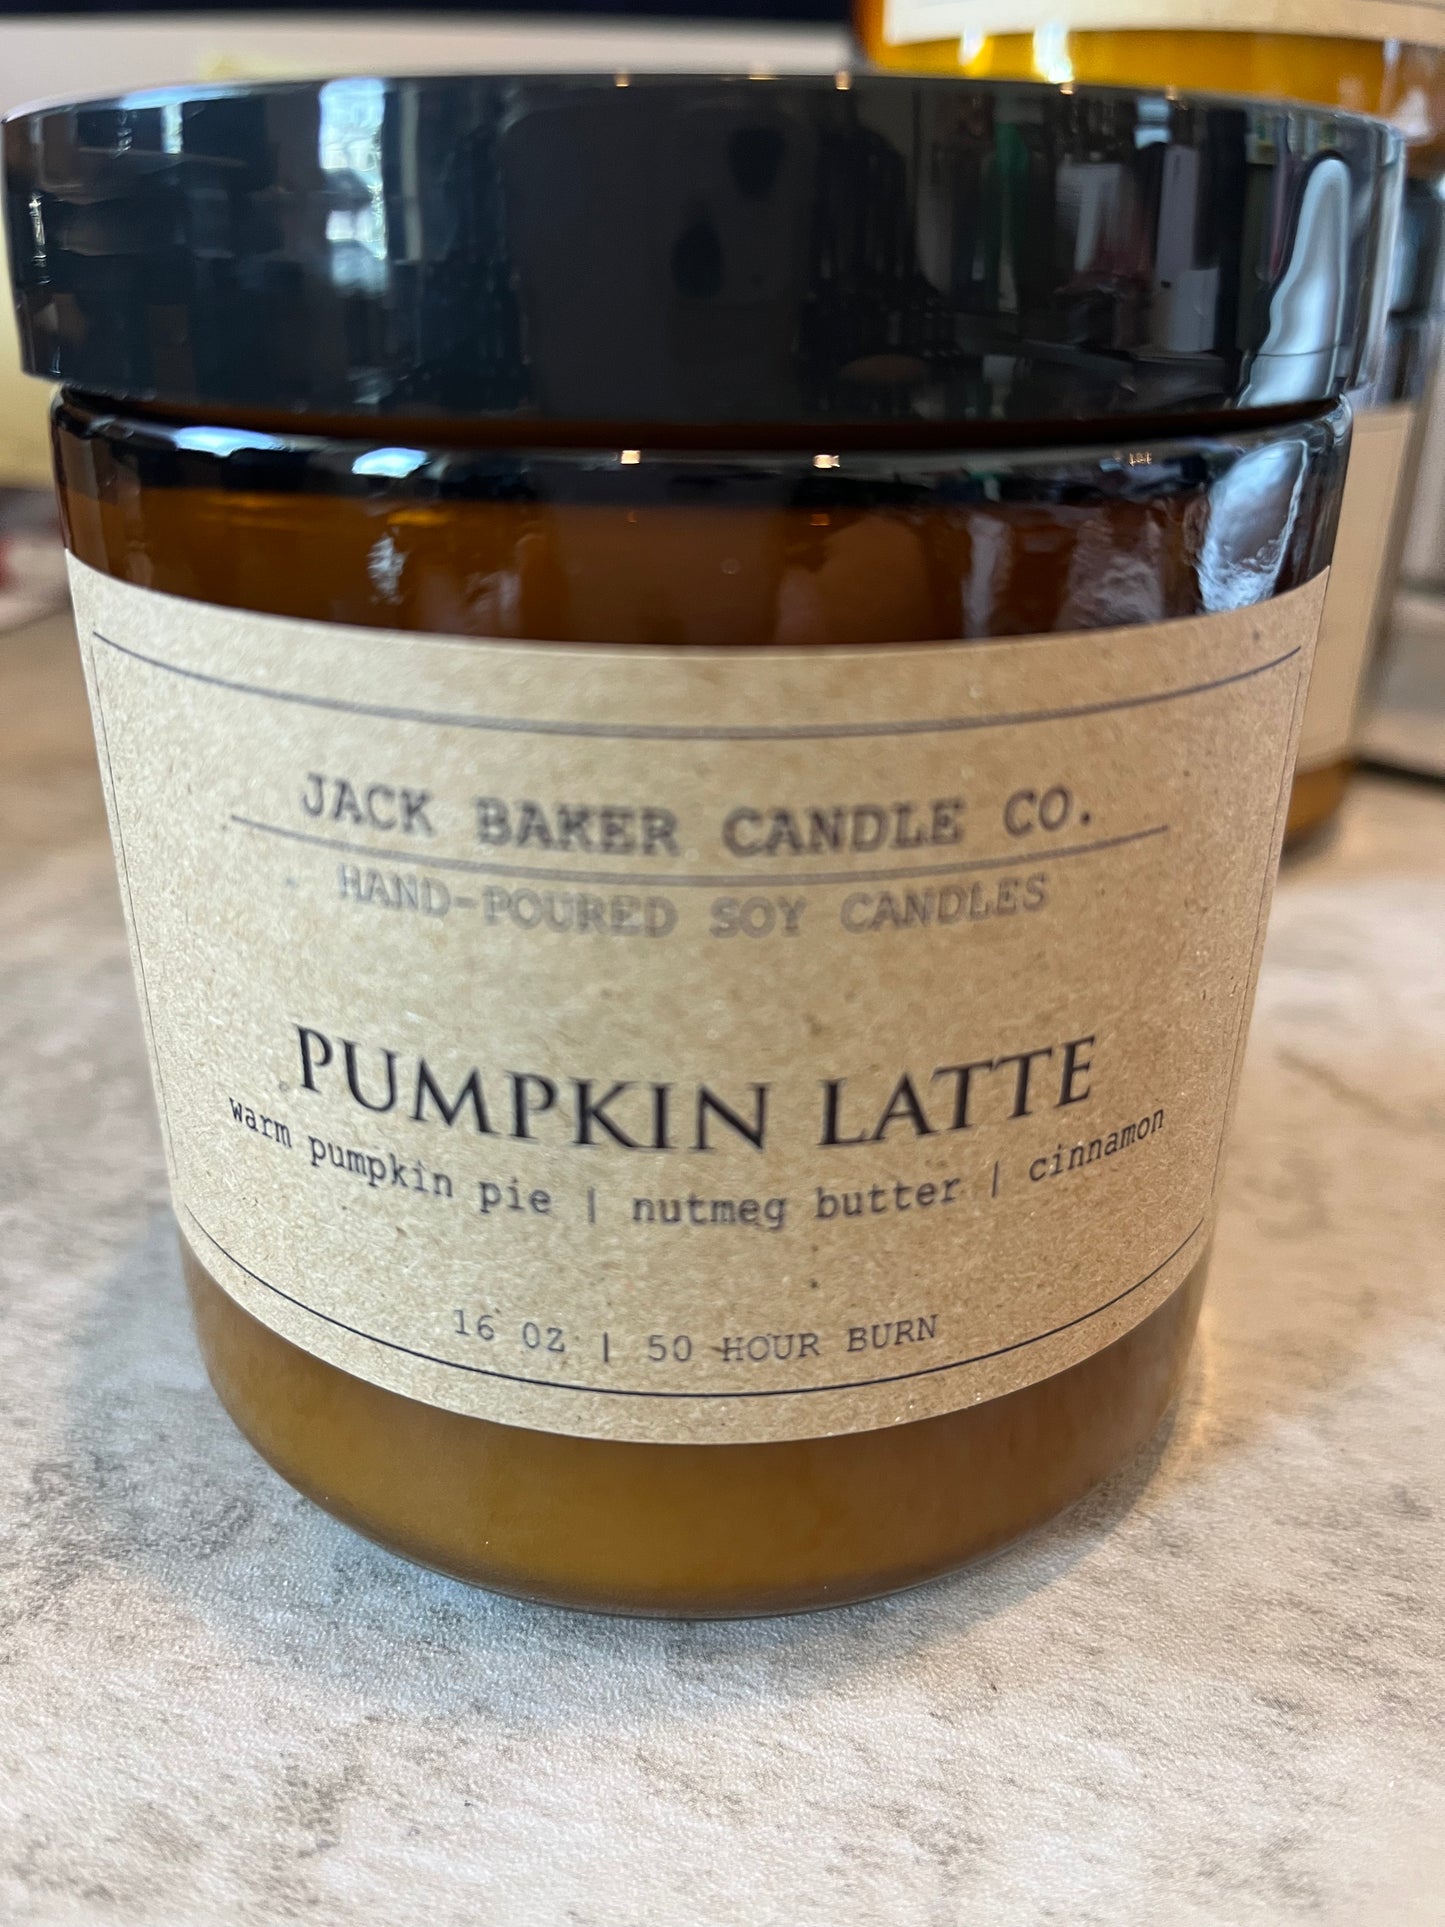 JACK BAKER CANDLE CO.
HAND-POURED SOY CANDLES
PUMPKIN LATTE
warm pumpkin pie | nutmeg butter | cinnamon
16 OZ | 50 HOUR BURN